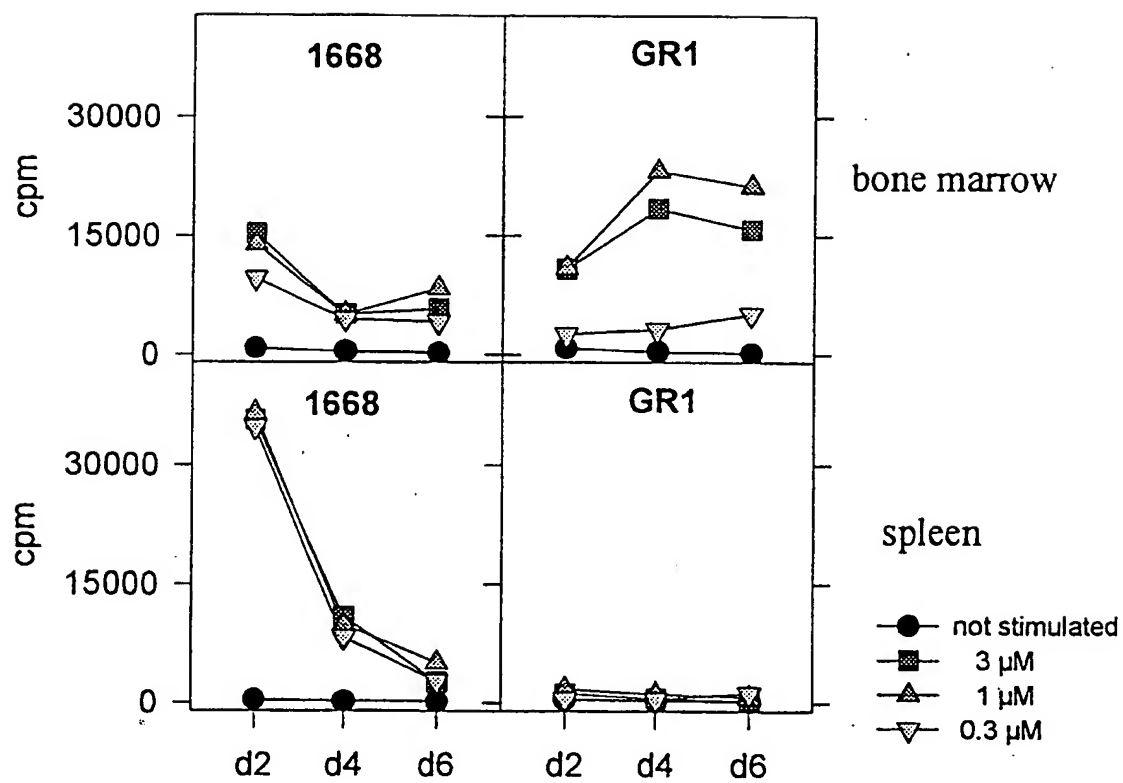 1668
GR1
30000
15000
0
cpm
bone marrow
1668
GR1
30000
15000
0
cpm
spleen
not stimulated
3 µM
1 µM
0.3 µM
d2 d4 d6 d2 d4 d6